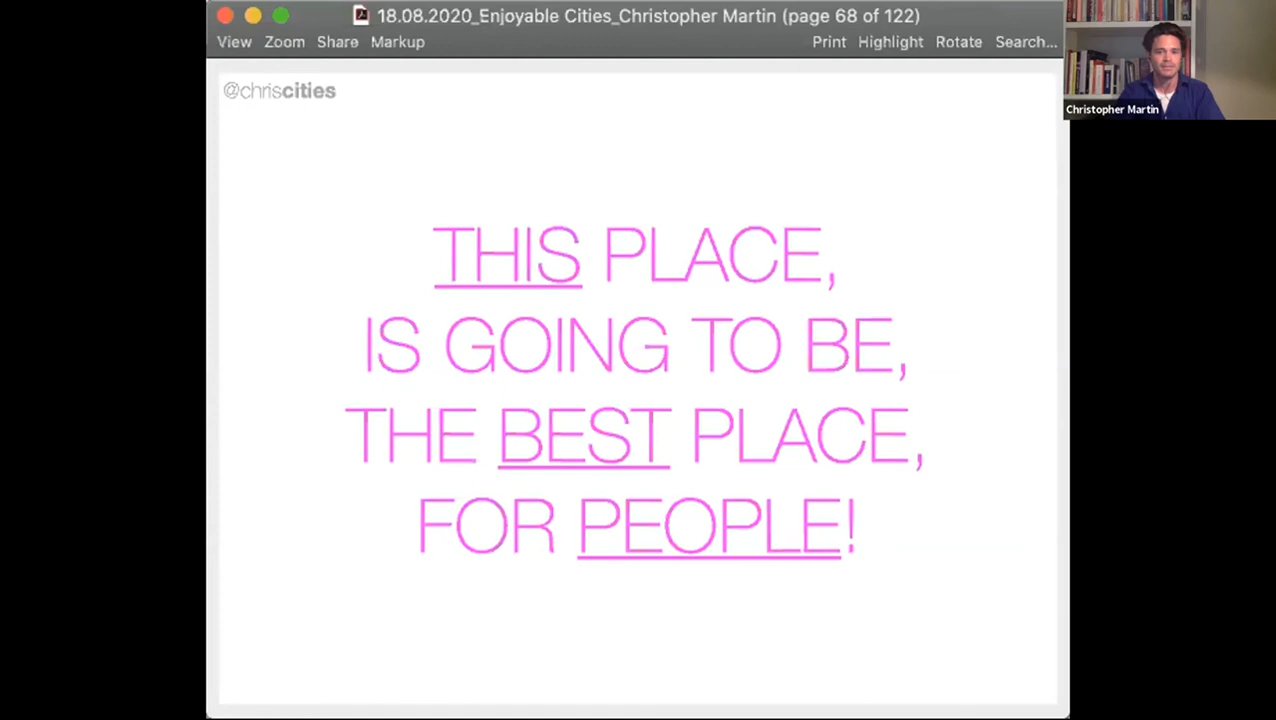 18.08.2020_Enjoyable Cities_Christopher Martin (page 68 of 122)
View Zoom Share Markup Print Highlight Rotate Search...
@chriscities
Christopher Martin
THIS PLACE,
IS GOING TO BE,
THE BEST PLACE,
FOR PEOPLE!